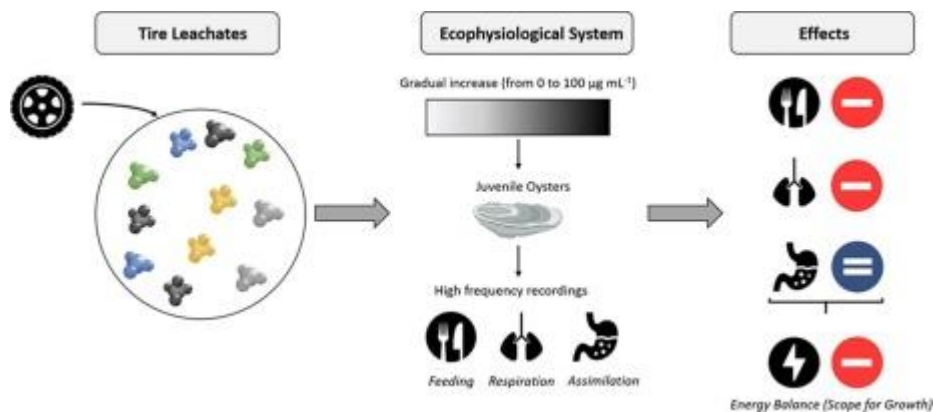 Tire Leachates
Ecophysiological System
Effects
Gradual increase (from 0 to 100 µg mL⁻¹)
Juvenile Oysters
High frequency recordings
Feeding Respiration Assimilation
Energy Balance (Scope for Growth)